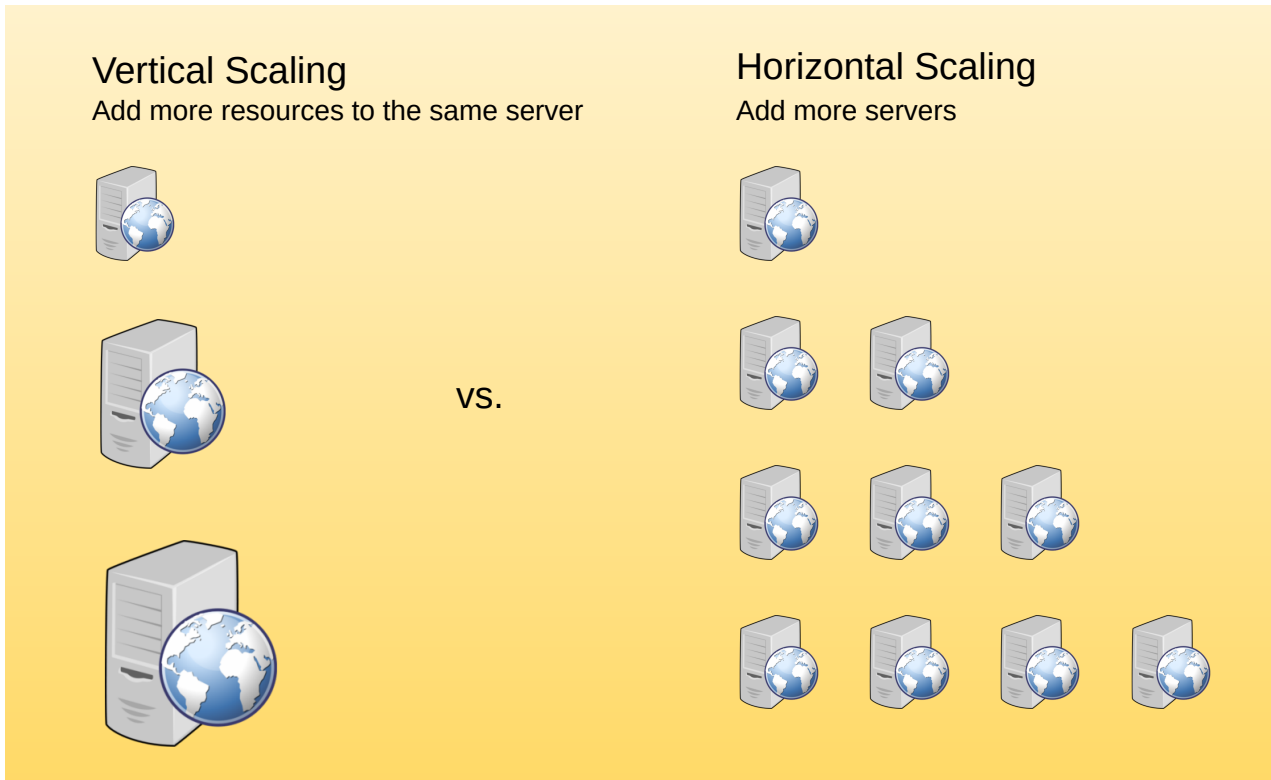 Vertical Scaling
Add more resources to the same server
vs.
Horizontal Scaling
Add more servers